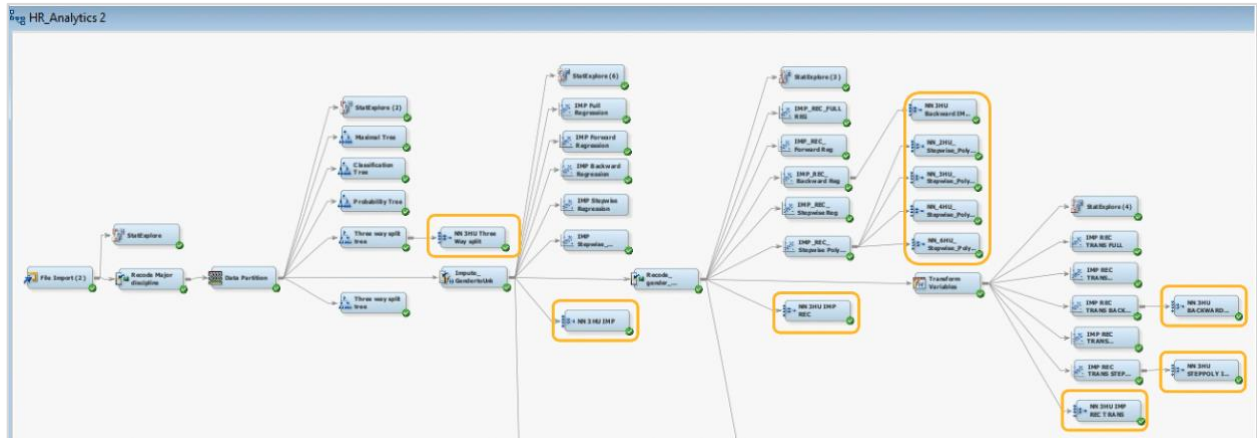 HR_Analytics 2
StatExplore (6)
StatExplore (3)
StatExplore (2)
IMP Full
Regression
IMP_REC_FULL
REG
NN 3HU
Backward IM...
Maximal Tree
IMP Forward
Regression
IMP_REC_
Forward Reg
NN_2HU_
Stepwise_Poly...
Classification
Tree
IMP Backward
Regression
IMP_REC_
Backward Reg
NN_3HU_
Stepwise_Poly...
Probability Tree
IMP Stepwise
Regression
IMP_REC_
Stepwise Reg
NN_4HU_
Stepwise_Poly...
StatExplore (4)
StatExplore
Three way split
tree
NN 3HU Three
Way split
IMP
Stepwise_...
IMP_REC_
Stepwise Poly...
NN_6HU_
Stepwise_Poly...
IMP REC
TRANS FULL
File Import (2)
Recode Major
discipline
Data Partition
Impute_
GendertoUnk
Recode_
gender_...
Transform
Variables
IMP REC
TRANS...
Three way split
tree
NN 3HU IMP
NN 3HU IMP
REC
IMP REC
TRANS BACK...
NN 3HU
BACKWARD...
IMP REC
TRANS...
IMP REC
TRANS STEP...
NN 3HU
STEPPOLY I...
NN 3HU IMP
REC TRANS